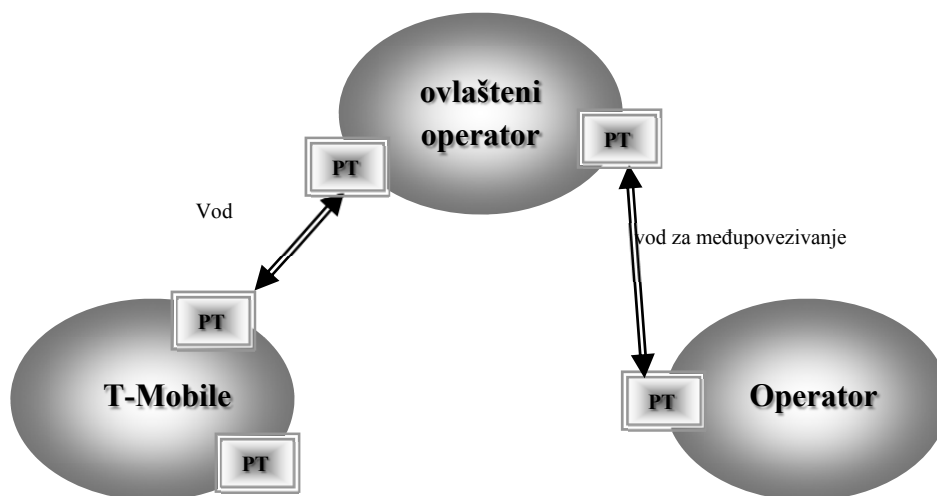 ovlašteni
operator
PT
PT
Vod
vod za međupovezivanje
PT
T-Mobile
PT
PT
Operator
PT